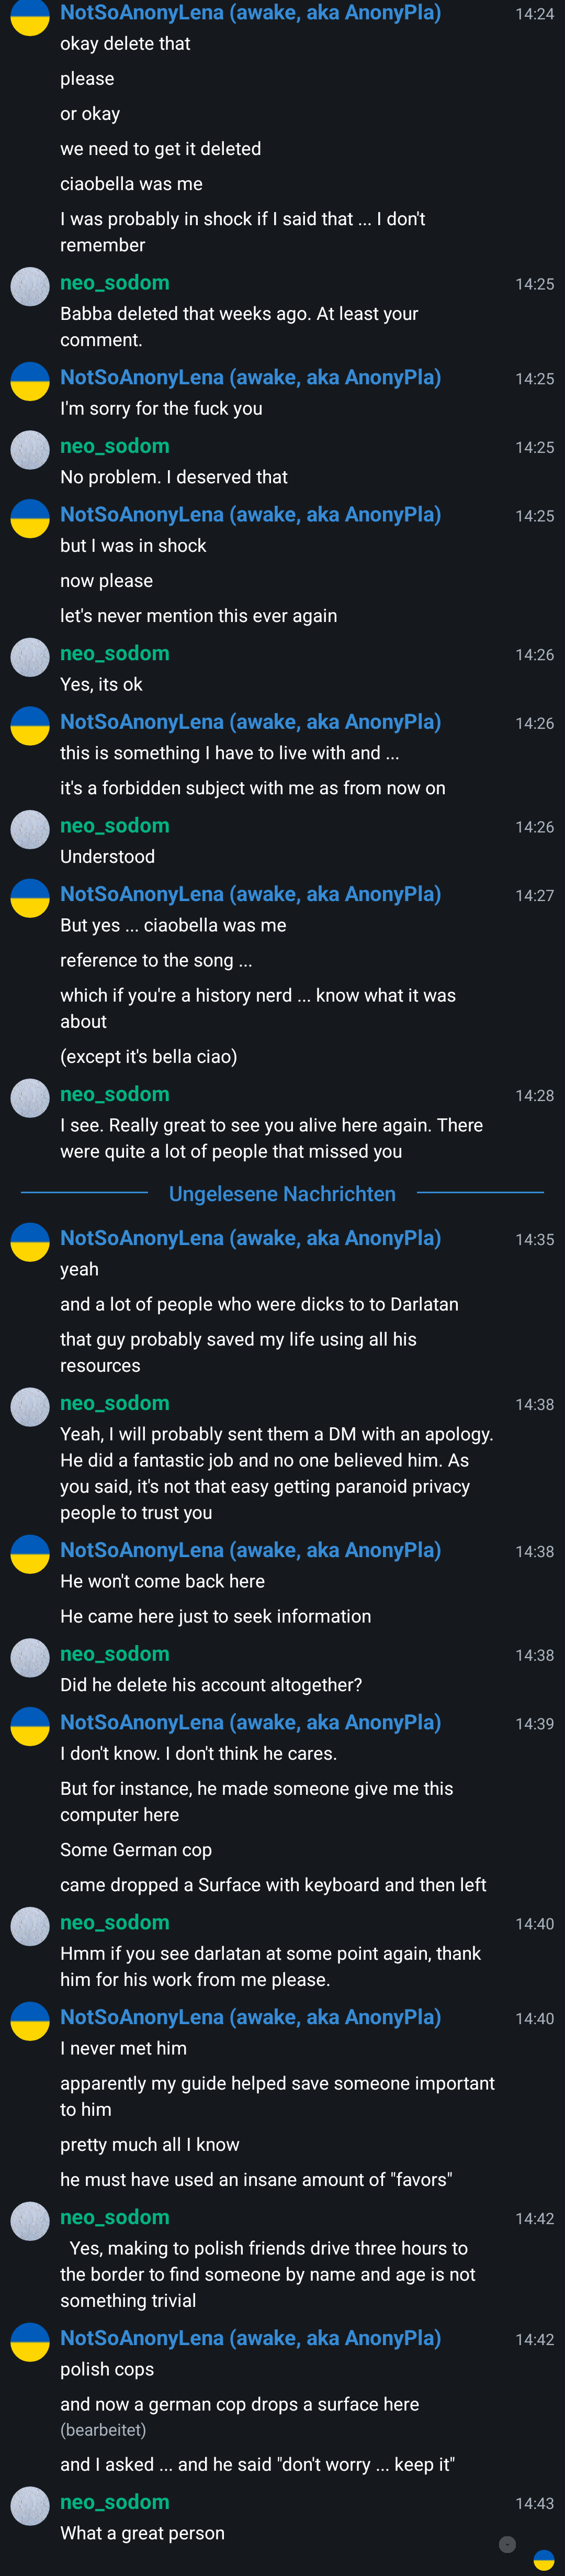 NotSoAnonyLena (awake, aka AnonyPla) 14:24
okay delete that
please
or okay
we need to get it deleted
ciaobella was me
I was probably in shock if I said that ... I don't
remember
neo_sodom 14:25
Babba deleted that weeks ago. At least your
comment.
NotSoAnonyLena (awake, aka AnonyPla) 14:25
I'm sorry for the fuck you
neo_sodom 14:25
No problem. I deserved that
NotSoAnonyLena (awake, aka AnonyPla) 14:25
but I was in shock
now please
let's never mention this ever again
neo_sodom 14:26
Yes, its ok
NotSoAnonyLena (awake, aka AnonyPla) 14:26
this is something I have to live with and ...
it's a forbidden subject with me as from now on
neo_sodom 14:26
Understood
NotSoAnonyLena (awake, aka AnonyPla) 14:27
But yes ... ciaobella was me
reference to the song ...
which if you're a history nerd ... know what it was
about
(except it's bella ciao)
neo_sodom 14:28
I see. Really great to see you alive here again. There
were quite a lot of people that missed you
Ungelesene Nachrichten
NotSoAnonyLena (awake, aka AnonyPla) 14:35
yeah
and a lot of people who were dicks to to Darlatan
that guy probably saved my life using all his
resources
neo_sodom 14:38
Yeah, I will probably sent them a DM with an apology.
He did a fantastic job and no one believed him. As
you said, it's not that easy getting paranoid privacy
people to trust you
NotSoAnonyLena (awake, aka AnonyPla) 14:38
He won't come back here
He came here just to seek information
neo_sodom 14:38
Did he delete his account altogether?
NotSoAnonyLena (awake, aka AnonyPla) 14:39
I don't know. I don't think he cares.
But for instance, he made someone give me this
computer here
Some German cop
came dropped a Surface with keyboard and then left
neo_sodom 14:40
Hmm if you see darlatan at some point again, thank
him for his work from me please.
NotSoAnonyLena (awake, aka AnonyPla) 14:40
I never met him
apparently my guide helped save someone important
to him
pretty much all I know
he must have used an insane amount of "favors"
neo_sodom 14:42
Yes, making to polish friends drive three hours to
the border to find someone by name and age is not
something trivial
NotSoAnonyLena (awake, aka AnonyPla) 14:42
polish cops
and now a german cop drops a surface here
(bearbeitet)
and I asked ... and he said "don't worry ... keep it"
neo_sodom 14:43
What a great person